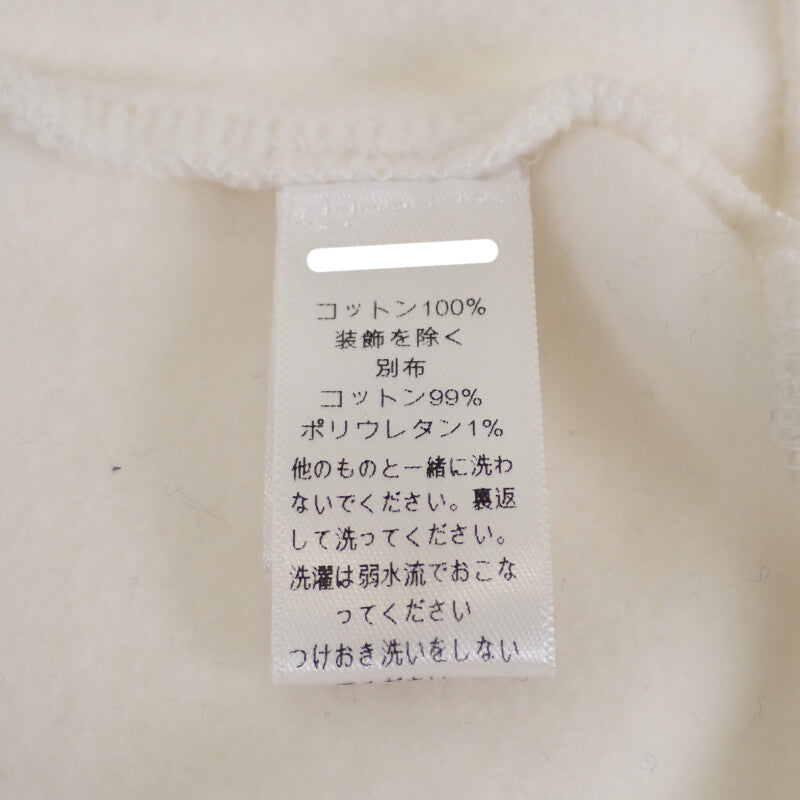 コットン100%
装飾を除く
別布
コットン99%
ポリウレタン1%
他のものと一緒に洗わ
ないでください。裏返
して洗ってください。
洗濯は弱水流でおこな
ってください
つけおき洗いをしない